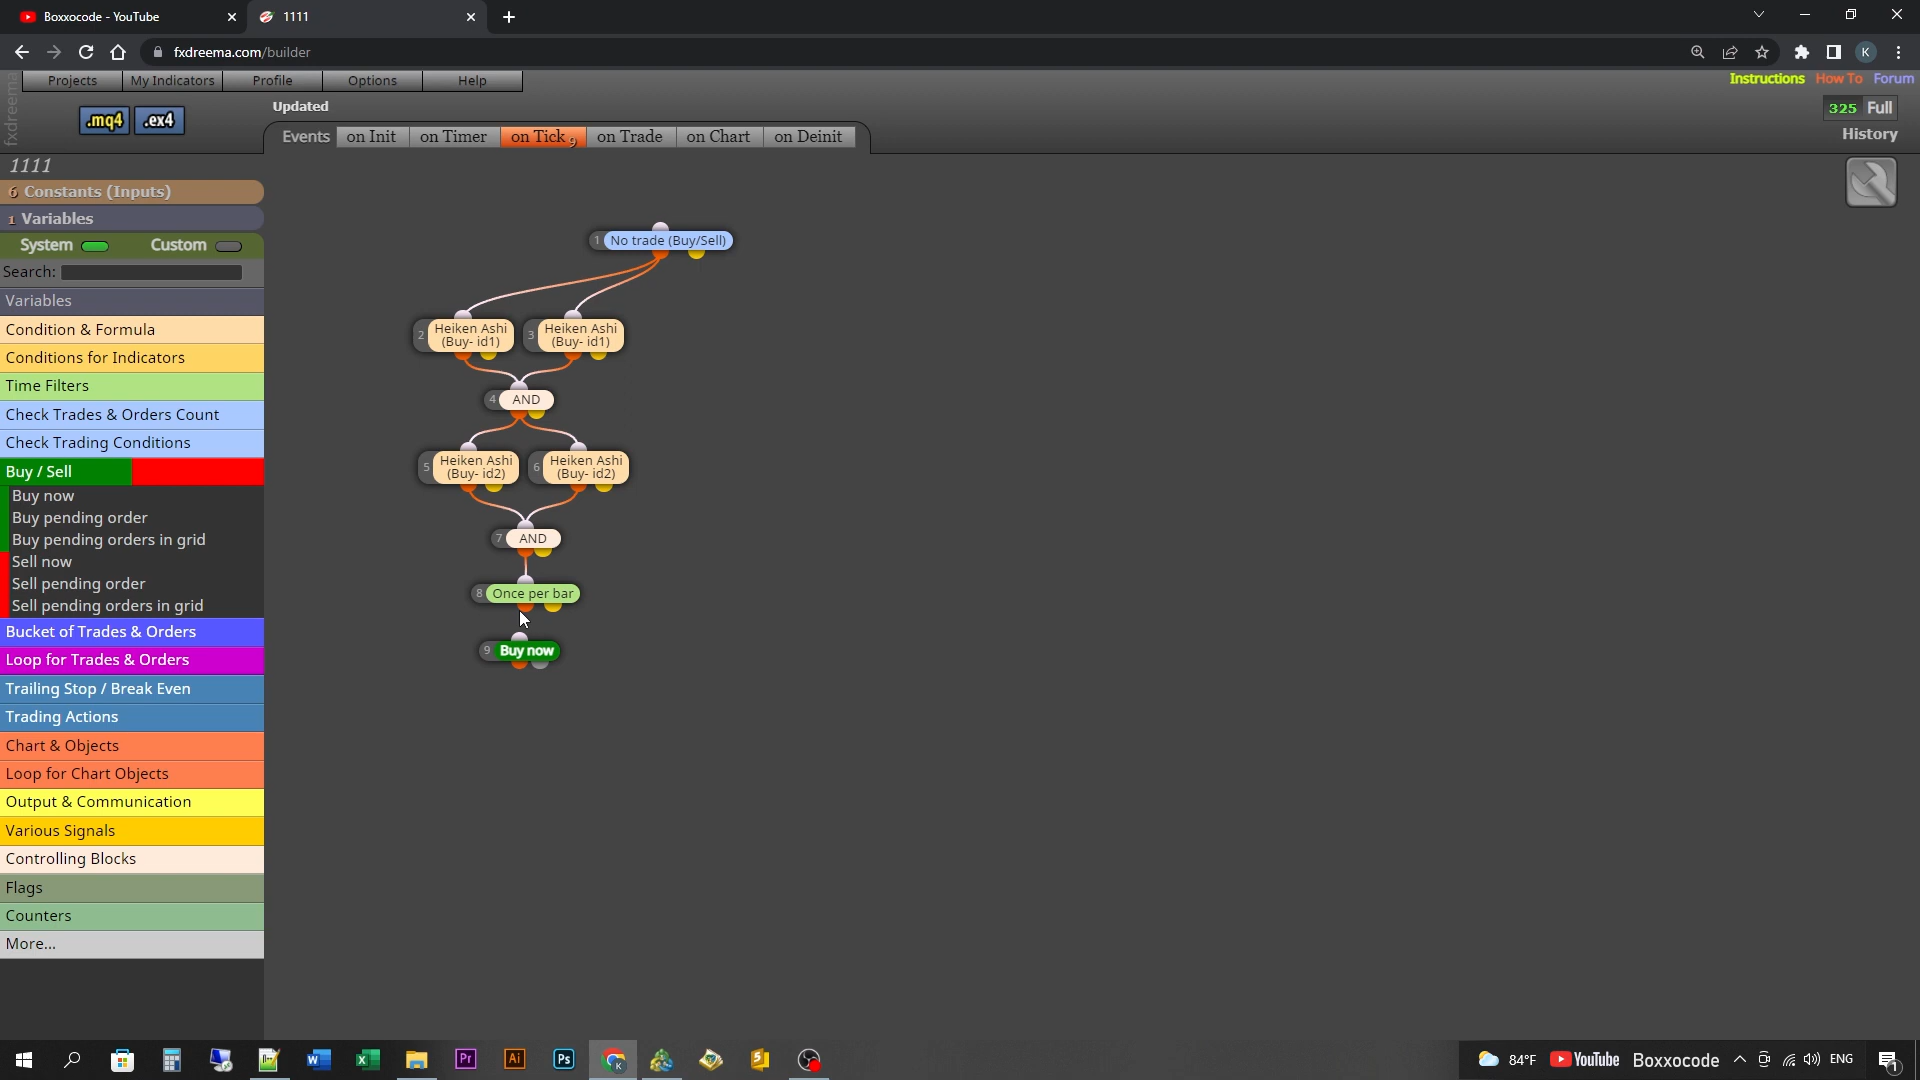 Boxxocode - YouTube
1111
fxdreema.com/builder
K
Projects
My Indicators
Profile
Options
Help
Instructions
How To
Forum
fxdreema
.mq4
.ex4
Updated
325
Full
Events
on Init
on Timer
on Tick 9
on Trade
on Chart
on Deinit
History
1111
6 Constants (Inputs)
1 Variables
System
Custom
Search:
Variables
Condition & Formula
Conditions for Indicators
Time Filters
Check Trades & Orders Count
Check Trading Conditions
Buy / Sell
Buy now
Buy pending order
Buy pending orders in grid
Sell now
Sell pending order
Sell pending orders in grid
Bucket of Trades & Orders
Loop for Trades & Orders
Trailing Stop / Break Even
Trading Actions
Chart & Objects
Loop for Chart Objects
Output & Communication
Various Signals
Controlling Blocks
Flags
Counters
More...
1 No trade (Buy/Sell)
2 Heiken Ashi
(Buy- id1)
3 Heiken Ashi
(Buy- id1)
4 AND
5 Heiken Ashi
(Buy- id2)
6 Heiken Ashi
(Buy- id2)
7 AND
8 Once per bar
9 Buy now
W
X
Pr
Ai
Ps
K
5
84°F
YouTube
Boxxocode
ENG
1